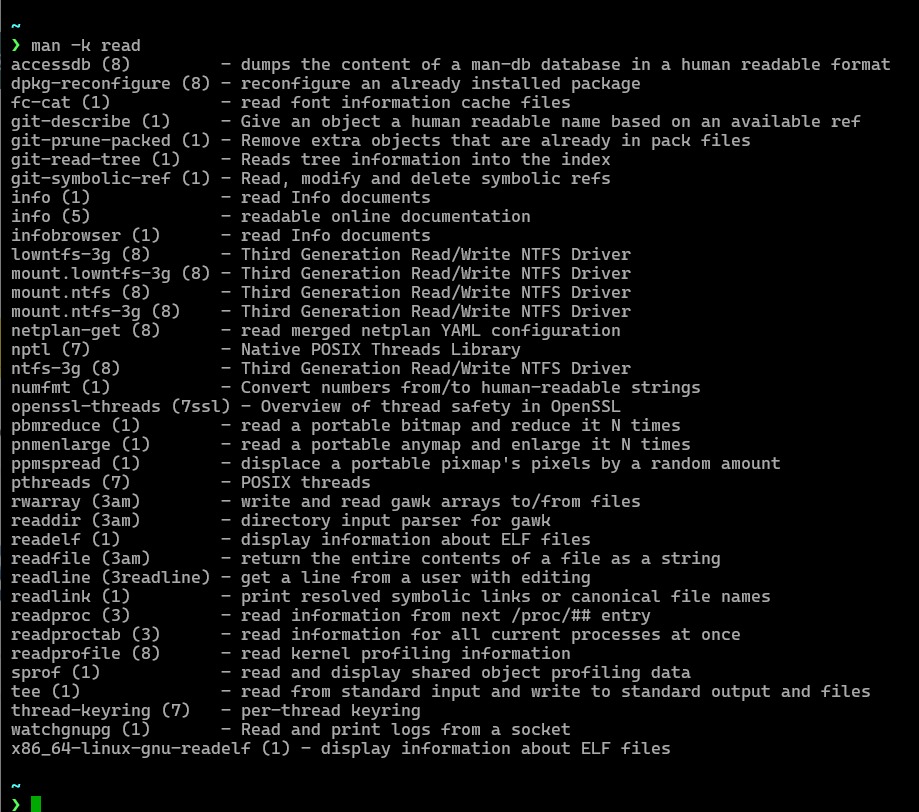 ~
❯ man -k read
accessdb (8)         - dumps the content of a man-db database in a human readable format
dpkg-reconfigure (8) - reconfigure an already installed package
fc-cat (1)           - read font information cache files
git-describe (1)     - Give an object a human readable name based on an available ref
git-prune-packed (1) - Remove extra objects that are already in pack files
git-read-tree (1)    - Reads tree information into the index
git-symbolic-ref (1) - Read, modify and delete symbolic refs
info (1)             - read Info documents
info (5)             - readable online documentation
infobrowser (1)      - read Info documents
lowntfs-3g (8)       - Third Generation Read/Write NTFS Driver
mount.lowntfs-3g (8) - Third Generation Read/Write NTFS Driver
mount.ntfs (8)       - Third Generation Read/Write NTFS Driver
mount.ntfs-3g (8)    - Third Generation Read/Write NTFS Driver
netplan-get (8)      - read merged netplan YAML configuration
nptl (7)             - Native POSIX Threads Library
ntfs-3g (8)          - Third Generation Read/Write NTFS Driver
numfmt (1)           - Convert numbers from/to human-readable strings
openssl-threads (7ssl) - Overview of thread safety in OpenSSL
pbmreduce (1)        - read a portable bitmap and reduce it N times
pnmenlarge (1)       - read a portable anymap and enlarge it N times
ppmspread (1)        - displace a portable pixmap's pixels by a random amount
pthreads (7)         - POSIX threads
rwarray (3am)        - write and read gawk arrays to/from files
readdir (3am)        - directory input parser for gawk
readelf (1)          - display information about ELF files
readfile (3am)       - return the entire contents of a file as a string
readline (3readline) - get a line from a user with editing
readlink (1)         - print resolved symbolic links or canonical file names
readproc (3)         - read information from next /proc/## entry
readproctab (3)      - read information for all current processes at once
readprofile (8)      - read kernel profiling information
sprof (1)            - read and display shared object profiling data
tee (1)              - read from standard input and write to standard output and files
thread-keyring (7)   - per-thread keyring
watchgnupg (1)       - Read and print logs from a socket
x86_64-linux-gnu-readelf (1) - display information about ELF files
~
❯